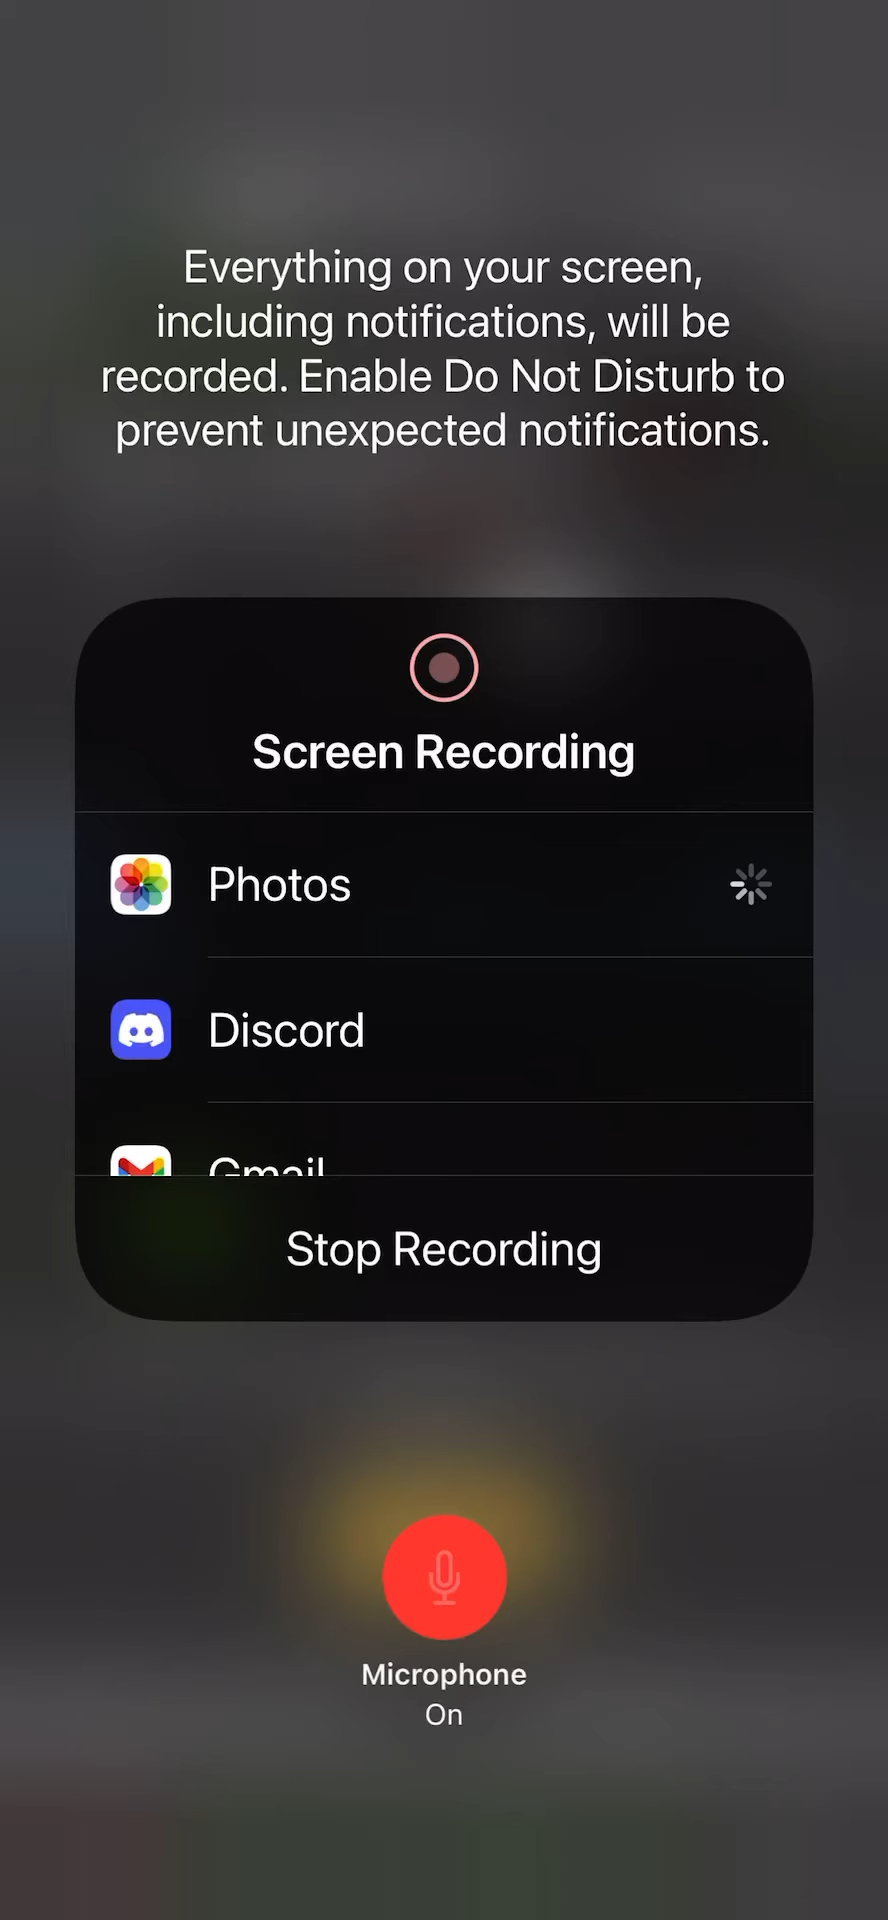 Everything on your screen,
including notifications, will be
recorded. Enable Do Not Disturb to
prevent unexpected notifications.
Screen Recording
Photos
Discord
Gmail
Stop Recording
Microphone
On